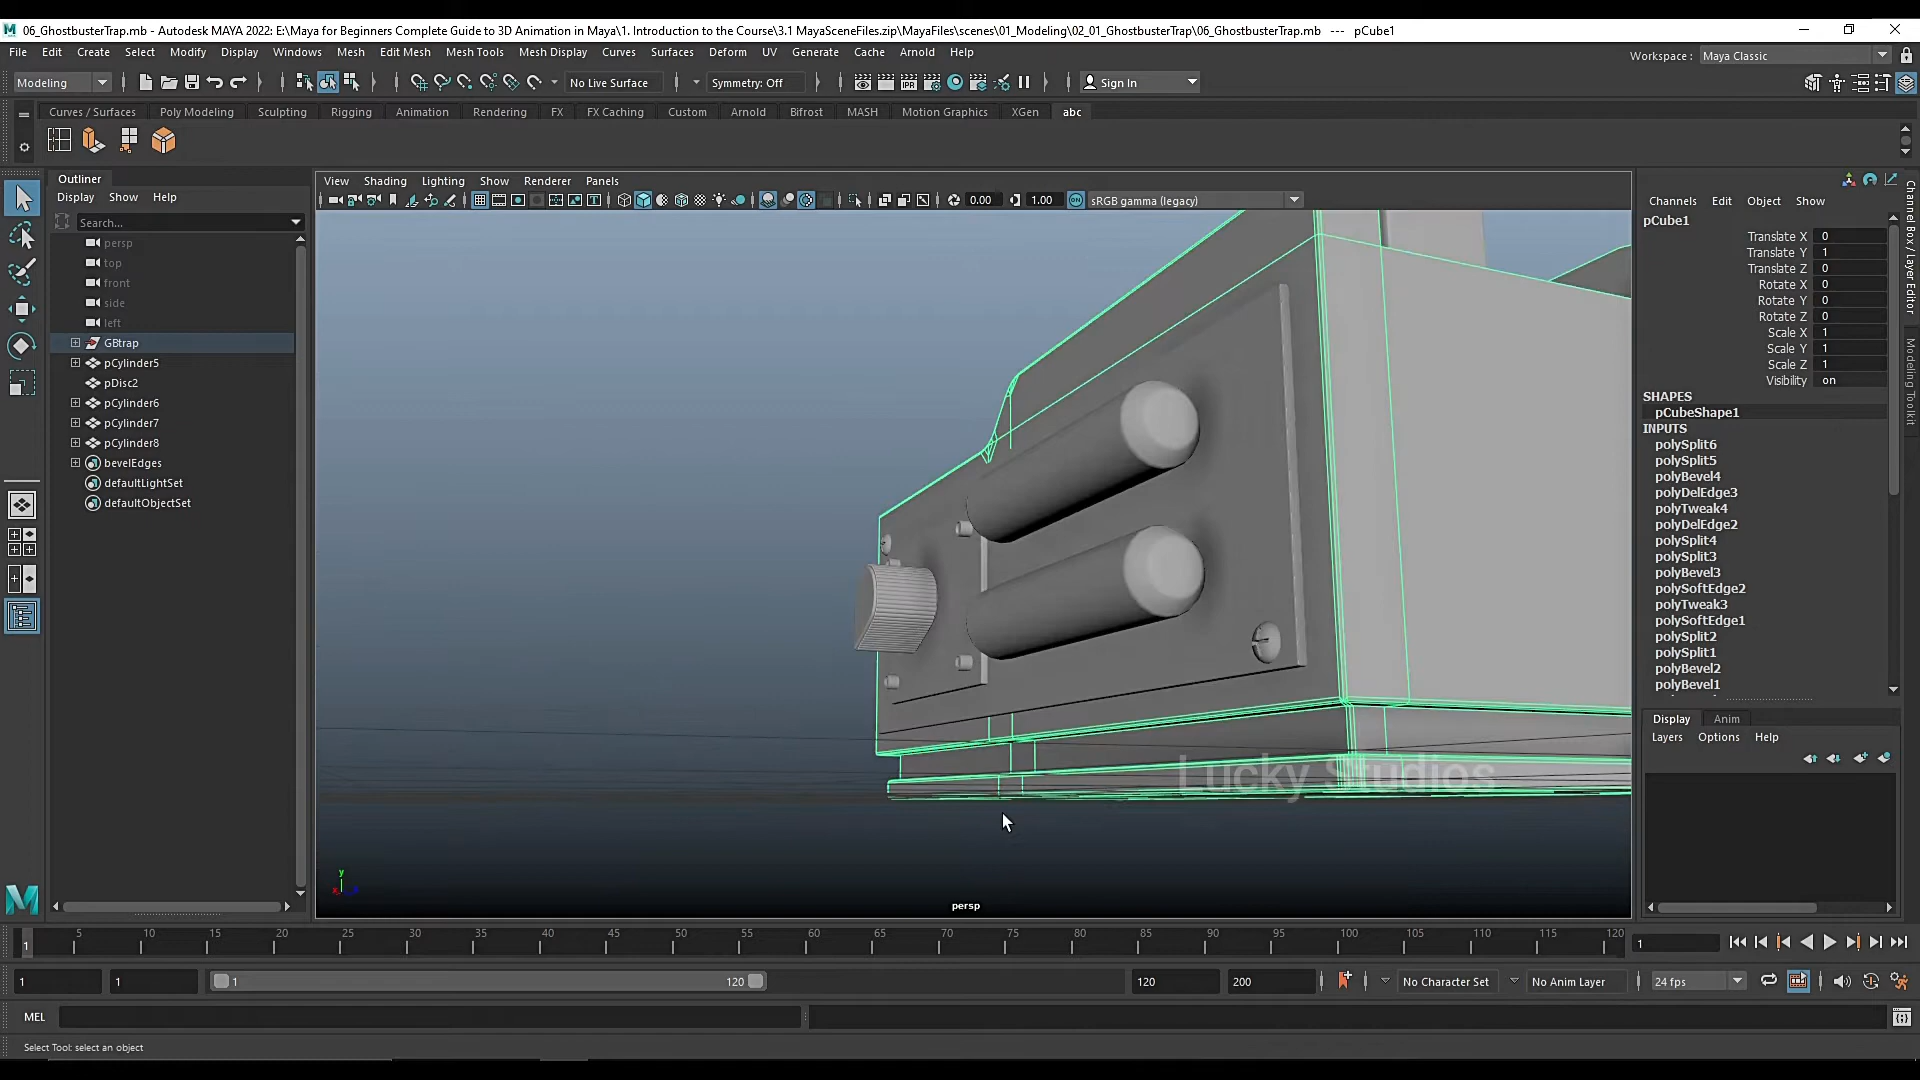 06_GhostbusterTrap.mb - Autodesk MAYA 2022: E:\Maya for Beginners Complete Guide to 3D Animation in Maya\1. Introduction to the Course\3.1 MayaSceneFiles.zip\MayaFiles\scenes\01_Modeling\02_01_GhostbusterTrap\06_GhostbusterTrap.mb --- pCube1
File Edit Create Select Modify Display Windows Mesh Edit Mesh Mesh Tools Mesh Display Curves Surfaces Deform UV Generate Cache Arnold Help
Workspace : Maya Classic
Modeling No Live Surface Symmetry: Off Sign In
Curves / Surfaces Poly Modeling Sculpting Rigging Animation Rendering FX FX Caching Custom Arnold Bifrost MASH Motion Graphics XGen abc
Outliner
Display Show Help
Search...
persp
top
front
side
left
GBtrap
pCylinder5
pDisc2
pCylinder6
pCylinder7
pCylinder8
bevelEdges
defaultLightSet
defaultObjectSet
View Shading Lighting Show Renderer Panels
0.00 1.00 ON sRGB gamma (legacy)
Lucky Studios
y
persp
Channels Edit Object Show
pCube1
Translate X 0
Translate Y 1
Translate Z 0
Rotate X 0
Rotate Y 0
Rotate Z 0
Scale X 1
Scale Y 1
Scale Z 1
Visibility on
SHAPES
pCubeShape1
INPUTS
polySplit6
polySplit5
polyBevel4
polyDelEdge3
polyTweak4
polyDelEdge2
polySplit4
polySplit3
polyBevel3
polySoftEdge2
polyTweak3
polySoftEdge1
polySplit2
polySplit1
polyBevel2
polyBevel1
Display Anim
Layers Options Help
Channel Box / Layer Editor
Modeling Toolkit
1 5 10 15 20 25 30 35 40 45 50 55 60 65 70 75 80 85 90 95 100 105 110 115 120
1
1 1 1 120 120 200 No Character Set No Anim Layer 24 fps
MEL
Select Tool: select an object